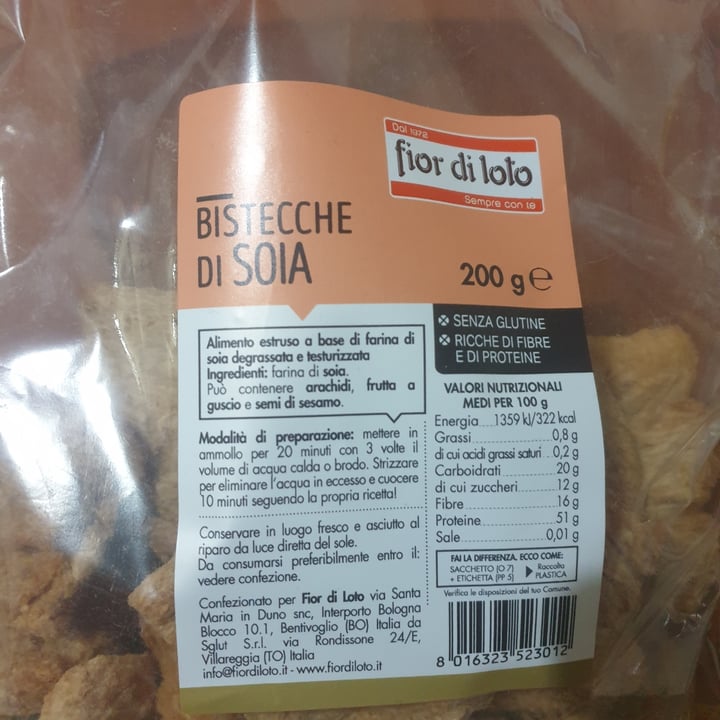 Dal 1972
fior di loto
Sempre con te
BISTECCHE
DI SOIA
200 g e
SENZA GLUTINE
RICCHE DI FIBRE
E DI PROTEINE
Alimento estruso a base di farina di
soia degrassata e testurizzata
Ingredienti: farina di soia.
Può contenere arachidi, frutta a
guscio e semi di sesamo.
Modalità di preparazione: mettere in
ammollo per 20 minuti con 3 volte il
volume di acqua calda o brodo. Strizzare
per eliminare l'acqua in eccesso e cuocere
10 minuti seguendo la propria ricetta!
Conservare in luogo fresco e asciutto al
riparo da luce diretta del sole.
Da consumarsi preferibilmente entro il:
vedere confezione.
Confezionato per Fior di Loto via Santa
Maria in Duno snc, Interporto Bologna
Blocco 10.1, Bentivoglio (BO) Italia da
Sglut S.r.l. via Rondissone 24/E,
Villareggia (TO) Italia
info@fiordiloto.it - www.fiordiloto.it
VALORI NUTRIZIONALI
MEDI PER 100 g
Energia....1359 kJ/322 kcal
Grassi 0,8 g
di cui acidi grassi saturi 0,2 g
Carboidrati 20 g
di cui zuccheri 12 g
Fibre 16 g
Proteine 51 g
Sale 0,01 g
FAI LA DIFFERENZA. ECCO COME:
SACCHETTO (O 7)
+ ETICHETTA (PP 5)
Raccolta
PLASTICA
Verifica le disposizioni del tuo Comune.
8 016323 523012